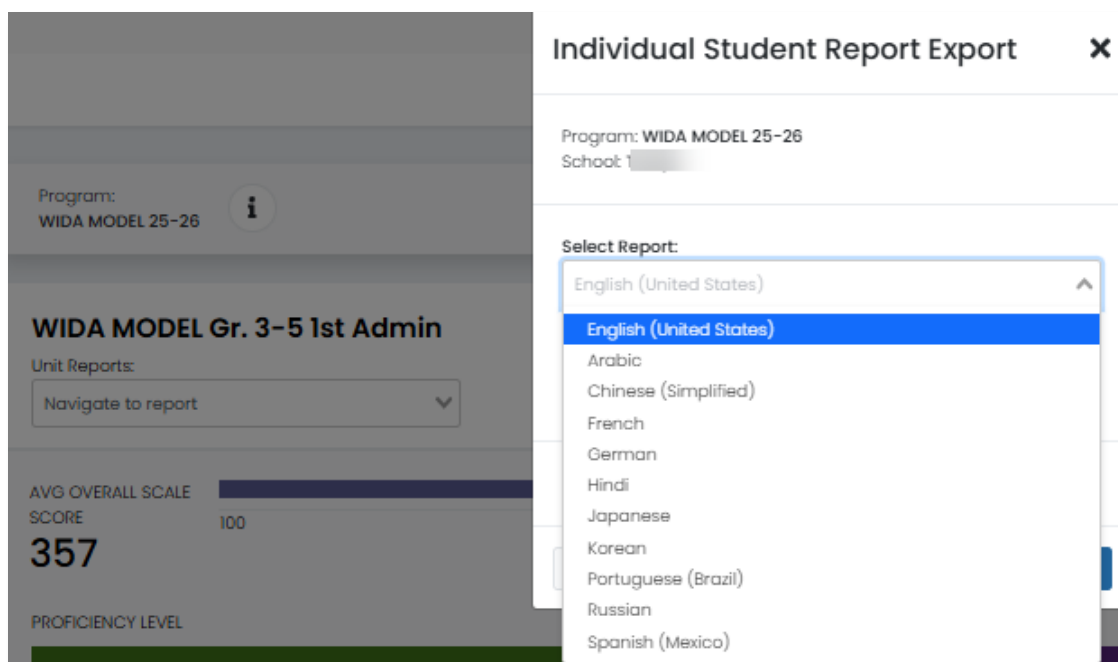 Individual Student Report Export
Program: WIDA MODEL 25-26
School:
Program:
WIDA MODEL 25-26
i
Select Report:
English (United States)
English (United States)
Arabic
Chinese (Simplified)
French
German
Hindi
Japanese
Korean
Portuguese (Brazil)
Russian
Spanish (Mexico)
WIDA MODEL Gr. 3-5 1st Admin
Unit Reports:
Navigate to report
AVG OVERALL SCALE
SCORE
357
100
PROFICIENCY LEVEL